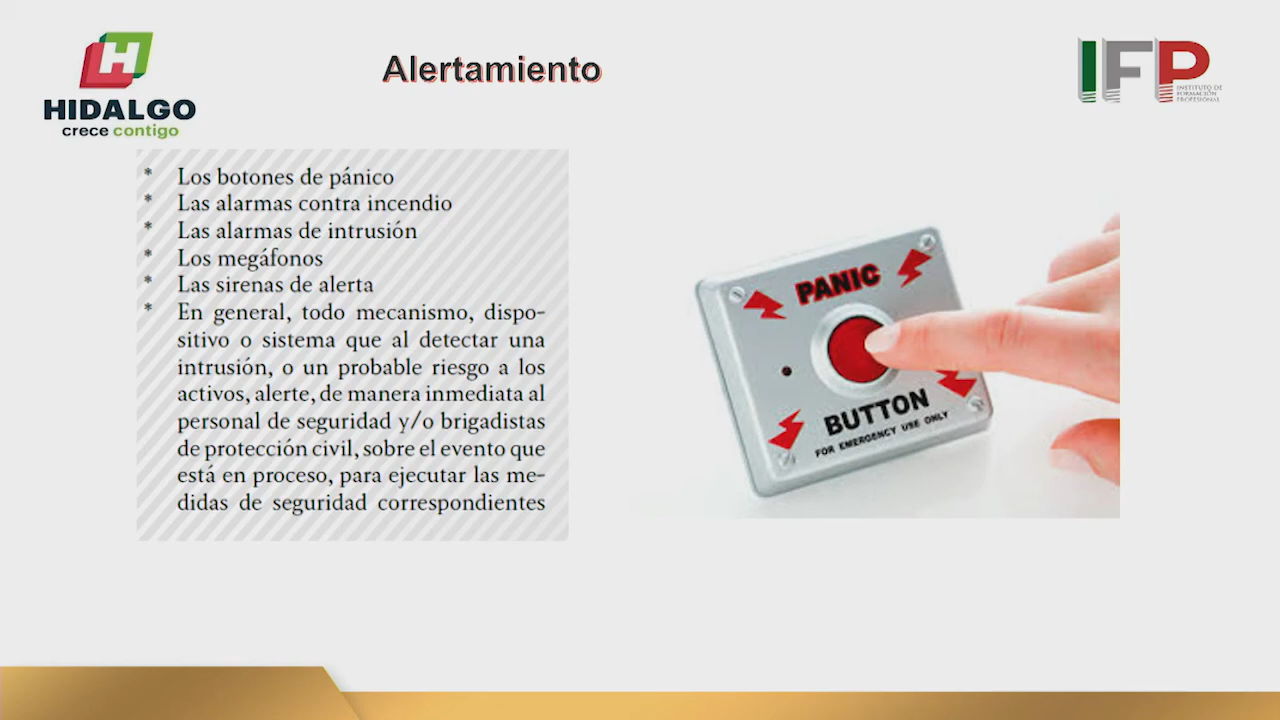 HIDALGO
crece contigo
Alertamiento
IFP
INSTITUTO DE
FORMACIÓN
PROFESIONAL
* Los botones de pánico
* Las alarmas contra incendio
* Las alarmas de intrusión
* Los megáfonos
* Las sirenas de alerta
* En general, todo mecanismo, dispo-
sitivo o sistema que al detectar una
intrusión, o un probable riesgo a los
activos, alerte, de manera inmediata al
personal de seguridad y/o brigadistas
de protección civil, sobre el evento que
está en proceso, para ejecutar las me-
didas de seguridad correspondientes
PANIC
BUTTON
FOR EMERGENCY USE ONLY